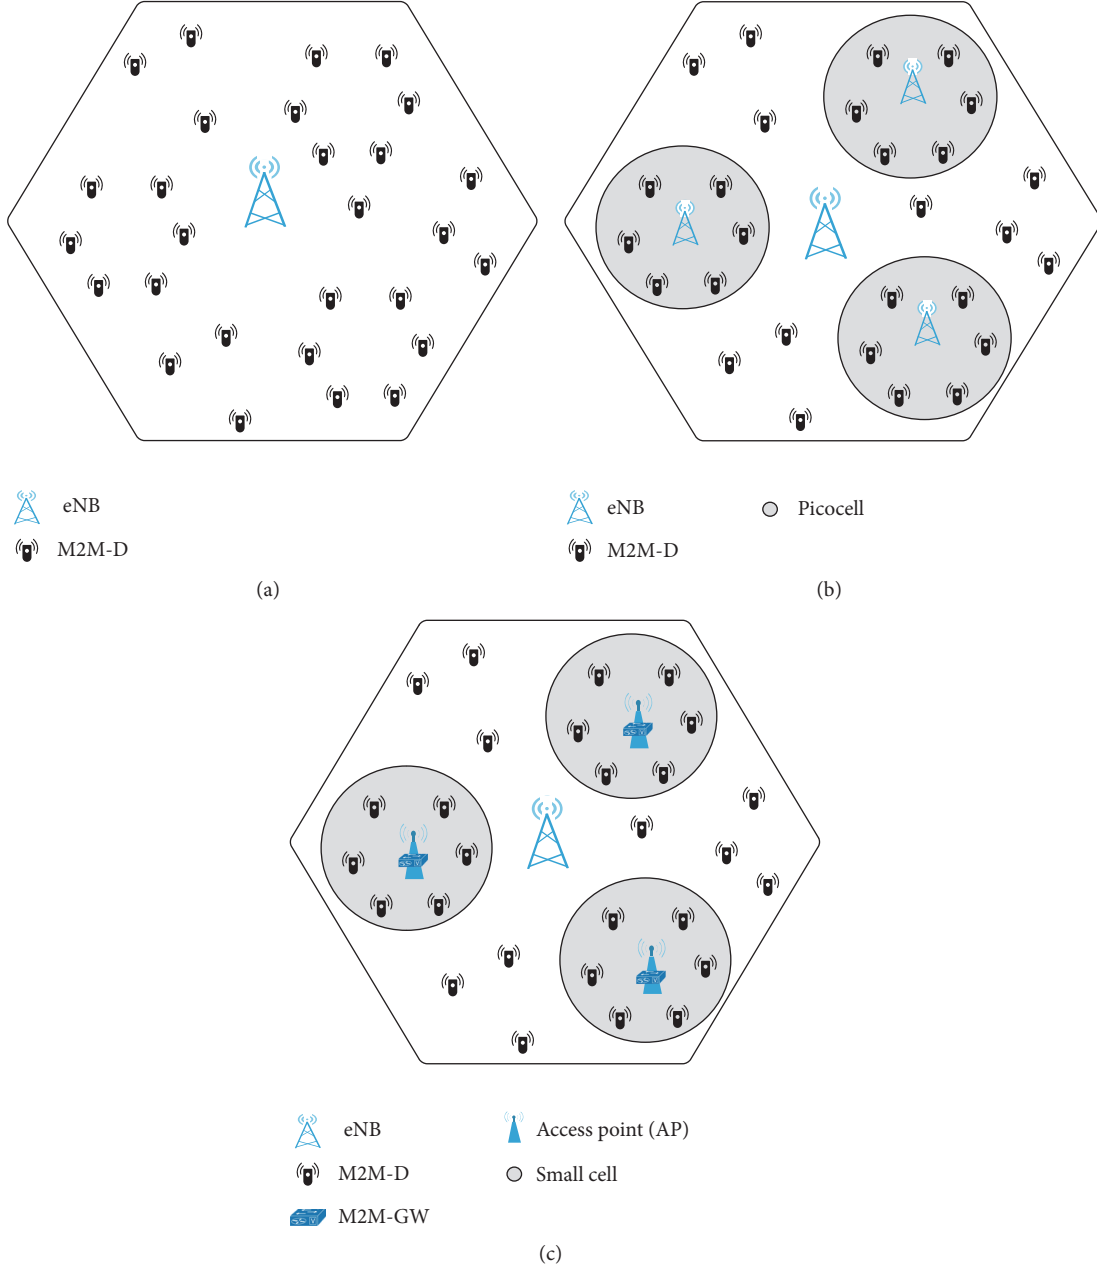 eNB
M2M-D
(a)
eNB
Picocell
M2M-D
(b)
eNB
Access point (AP)
M2M-D
Small cell
M2M-GW
(c)